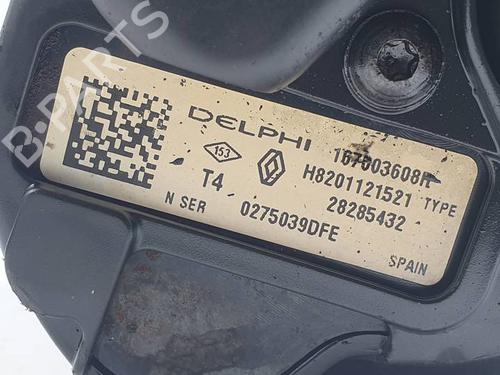 B-PARTS
DELPHI
153
167003608R
H8201121521 TYPE
T4 28285432
N SER 0275039DFE
SPAIN